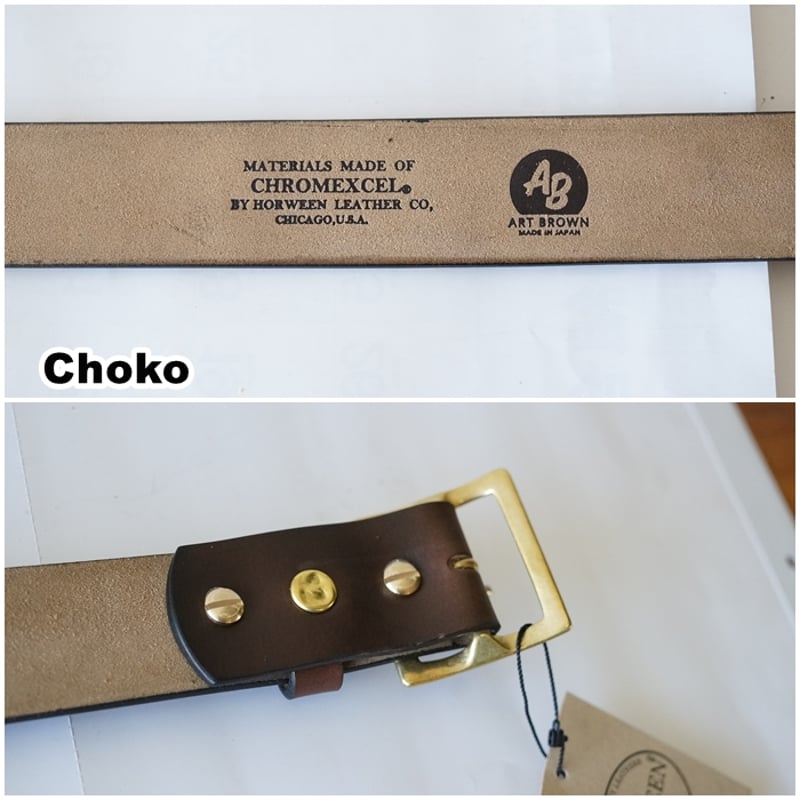 MATERIALS MADE OF
CHROMEXCEL®
BY HORWEEN LEATHER CO,
CHICAGO,U.S.A.
AB
ART BROWN
MADE IN JAPAN
Choko